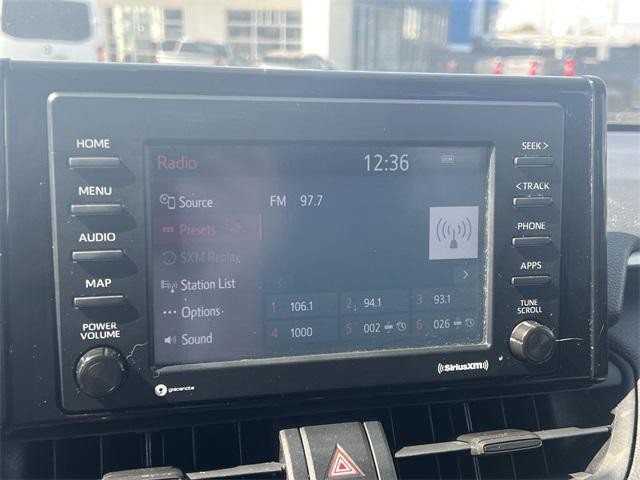 HOME
MENU
AUDIO
MAP
POWER
VOLUME
Radio
12:36
DCM
Source
FM 97.7
Presets
SXM Replay
Station List
Options
Sound
1 106.1
2 94.1
3 93.1
4 1000
5 002
6 026
SEEK >
< TRACK
PHONE
APPS
TUNE
SCROLL
gracenote
((SiriusXM))